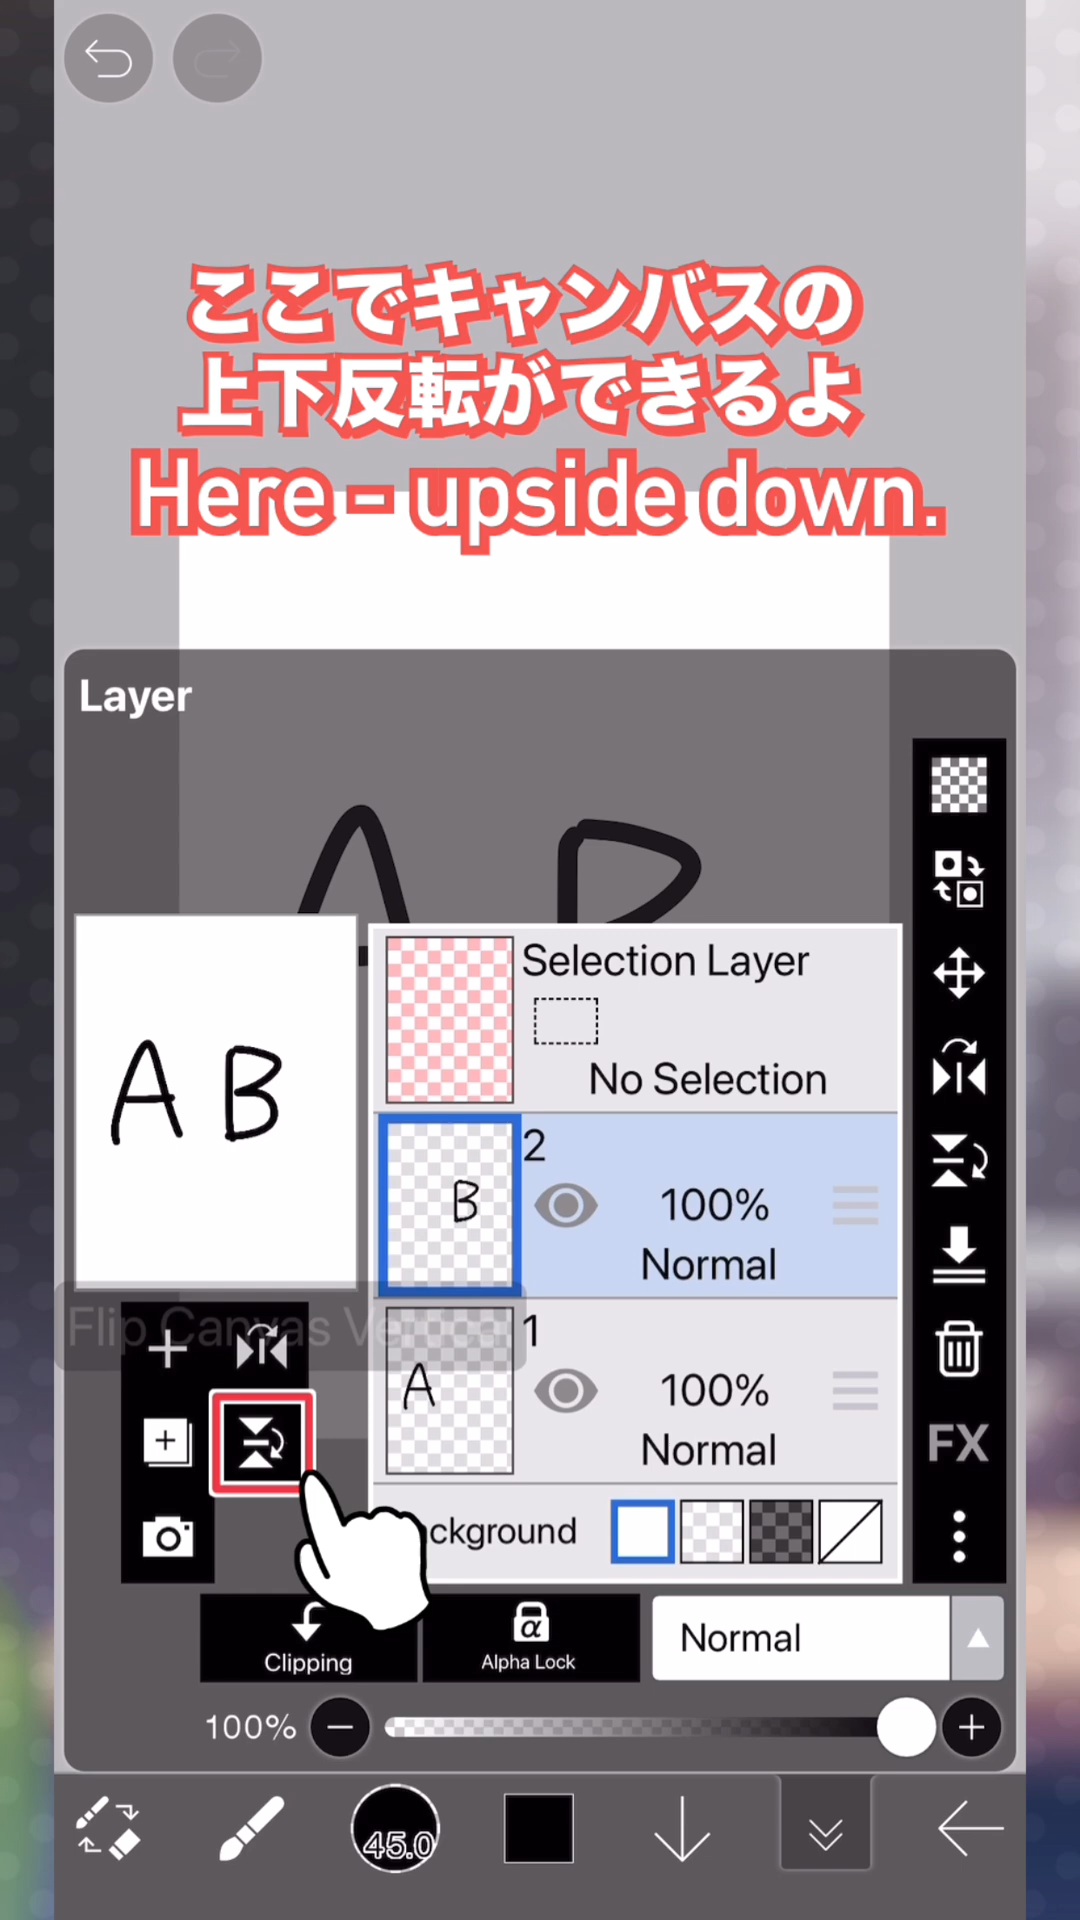 ここでキャンバスの
上下反転ができるよ
Here - upside down.
Layer
A B
A B
Selection Layer
No Selection
2
B
100%
Normal
Flip Canvas
1
A
100%
Normal
ckground
FX
Clipping
α
Alpha Lock
Normal
100%
45.0